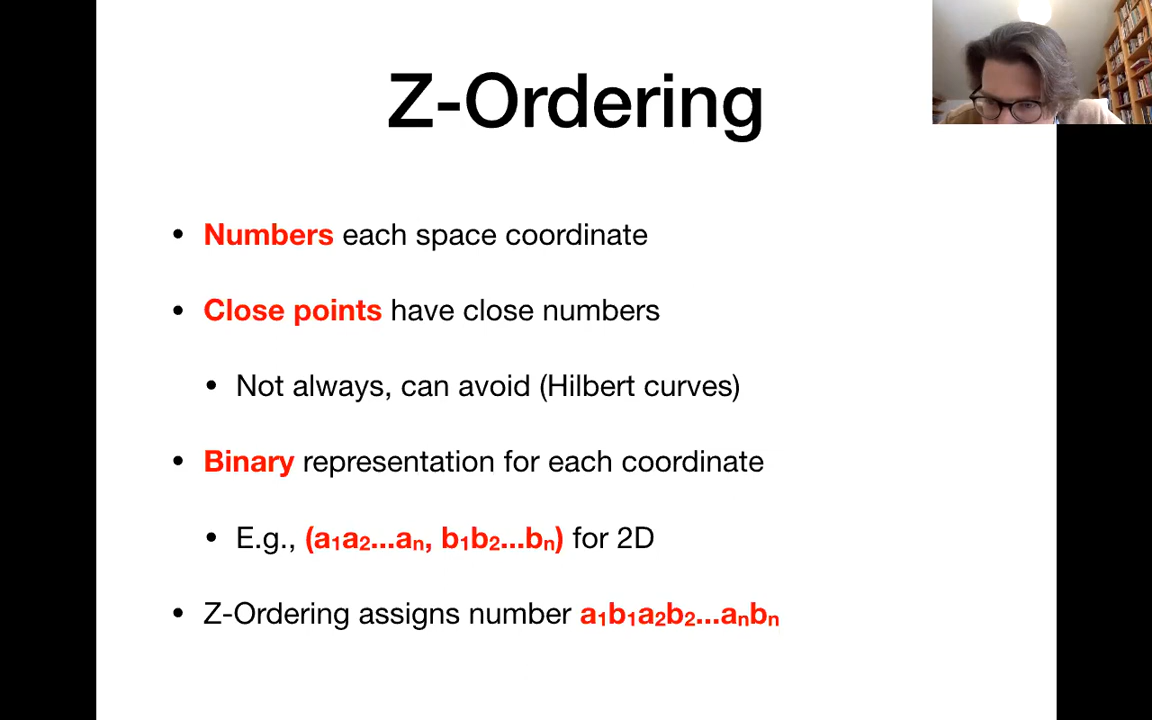 Z-Ordering
• Numbers each space coordinate
• Close points have close numbers
• Not always, can avoid (Hilbert curves)
• Binary representation for each coordinate
• E.g., (a₁a₂...aₙ, b₁b₂...bₙ) for 2D
• Z-Ordering assigns number a₁b₁a₂b₂...aₙbₙ